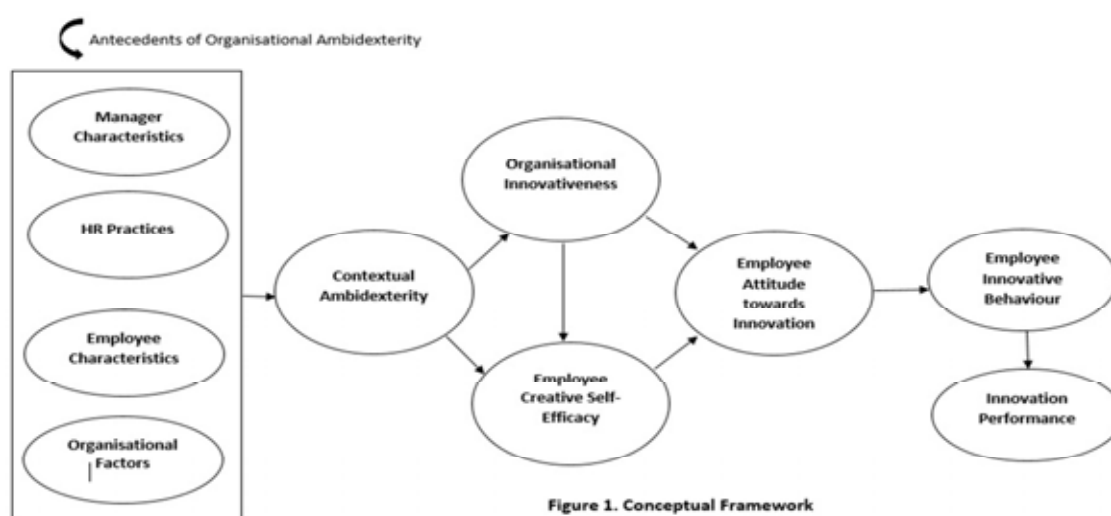 Antecedents of Organisational Ambidexterity
Manager
Characteristics
HR Practices
Employee
Characteristics
Organisational
Factors
Contextual
Ambidexterity
Organisational
Innovativeness
Employee
Creative Self-
Efficacy
Employee
Attitude
towards
Innovation
Employee
Innovative
Behaviour
Innovation
Performance
Figure 1. Conceptual Framework